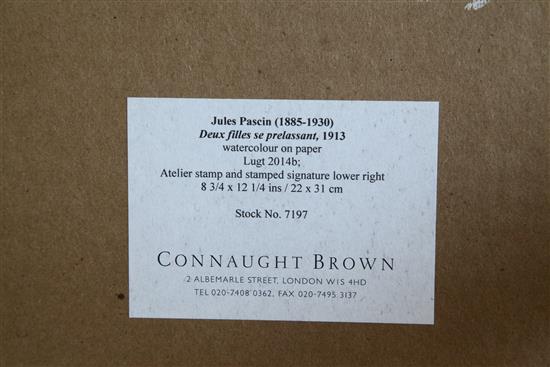 Jules Pascin (1885-1930)
Deux filles se prelassant, 1913
watercolour on paper
Lugt 2014b;
Atelier stamp and stamped signature lower right
8 3/4 x 12 1/4 ins / 22 x 31 cm
Stock No. 7197
CONNAUGHT BROWN
2 ALBEMARLE STREET, LONDON W1S 4HD
TEL 020-7408 0362, FAX 020-7495 3137